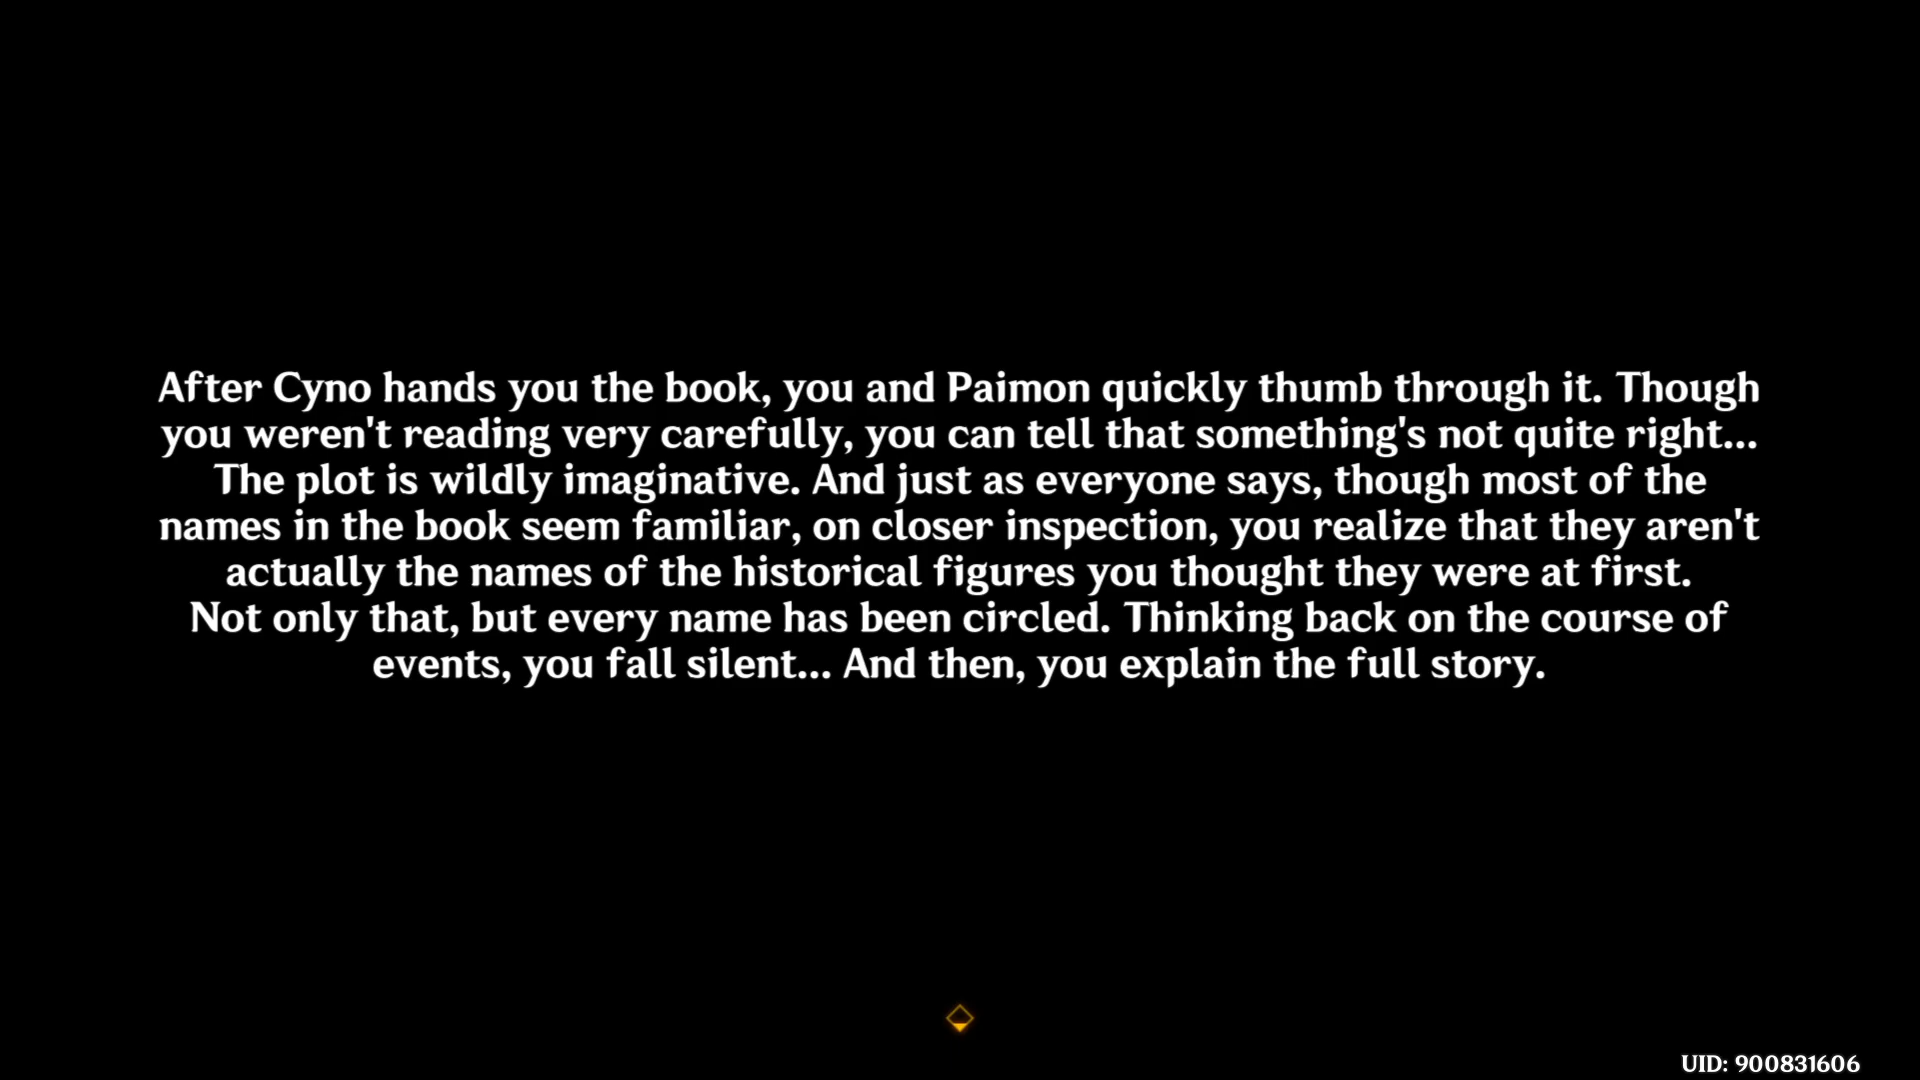 After Cyno hands you the book, you and Paimon quickly thumb through it. Though
you weren't reading very carefully, you can tell that something's not quite right...
The plot is wildly imaginative. And just as everyone says, though most of the
names in the book seem familiar, on closer inspection, you realize that they aren't
actually the names of the historical figures you thought they were at first.
Not only that, but every name has been circled. Thinking back on the course of
events, you fall silent... And then, you explain the full story.
UID: 900831606